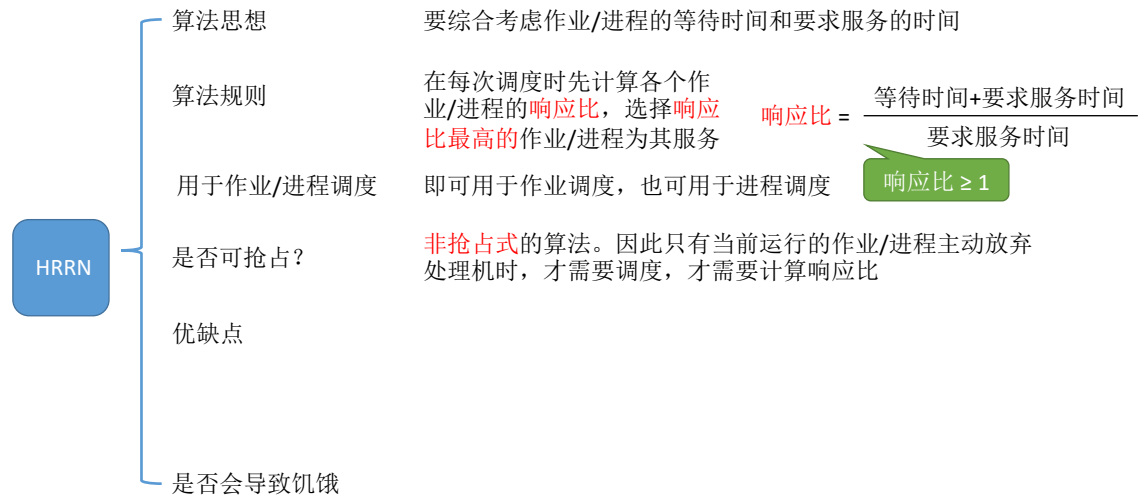 算法思想
要综合考虑作业/进程的等待时间和要求服务的时间
算法规则
在每次调度时先计算各个作
业/进程的响应比，选择响应
比最高的作业/进程为其服务
响应比 =
等待时间+要求服务时间
要求服务时间
响应比 ≥ 1
用于作业/进程调度
即可用于作业调度，也可用于进程调度
HRRN
是否可抢占？
非抢占式的算法。因此只有当前运行的作业/进程主动放弃
处理机时，才需要调度，才需要计算响应比
优缺点
是否会导致饥饿